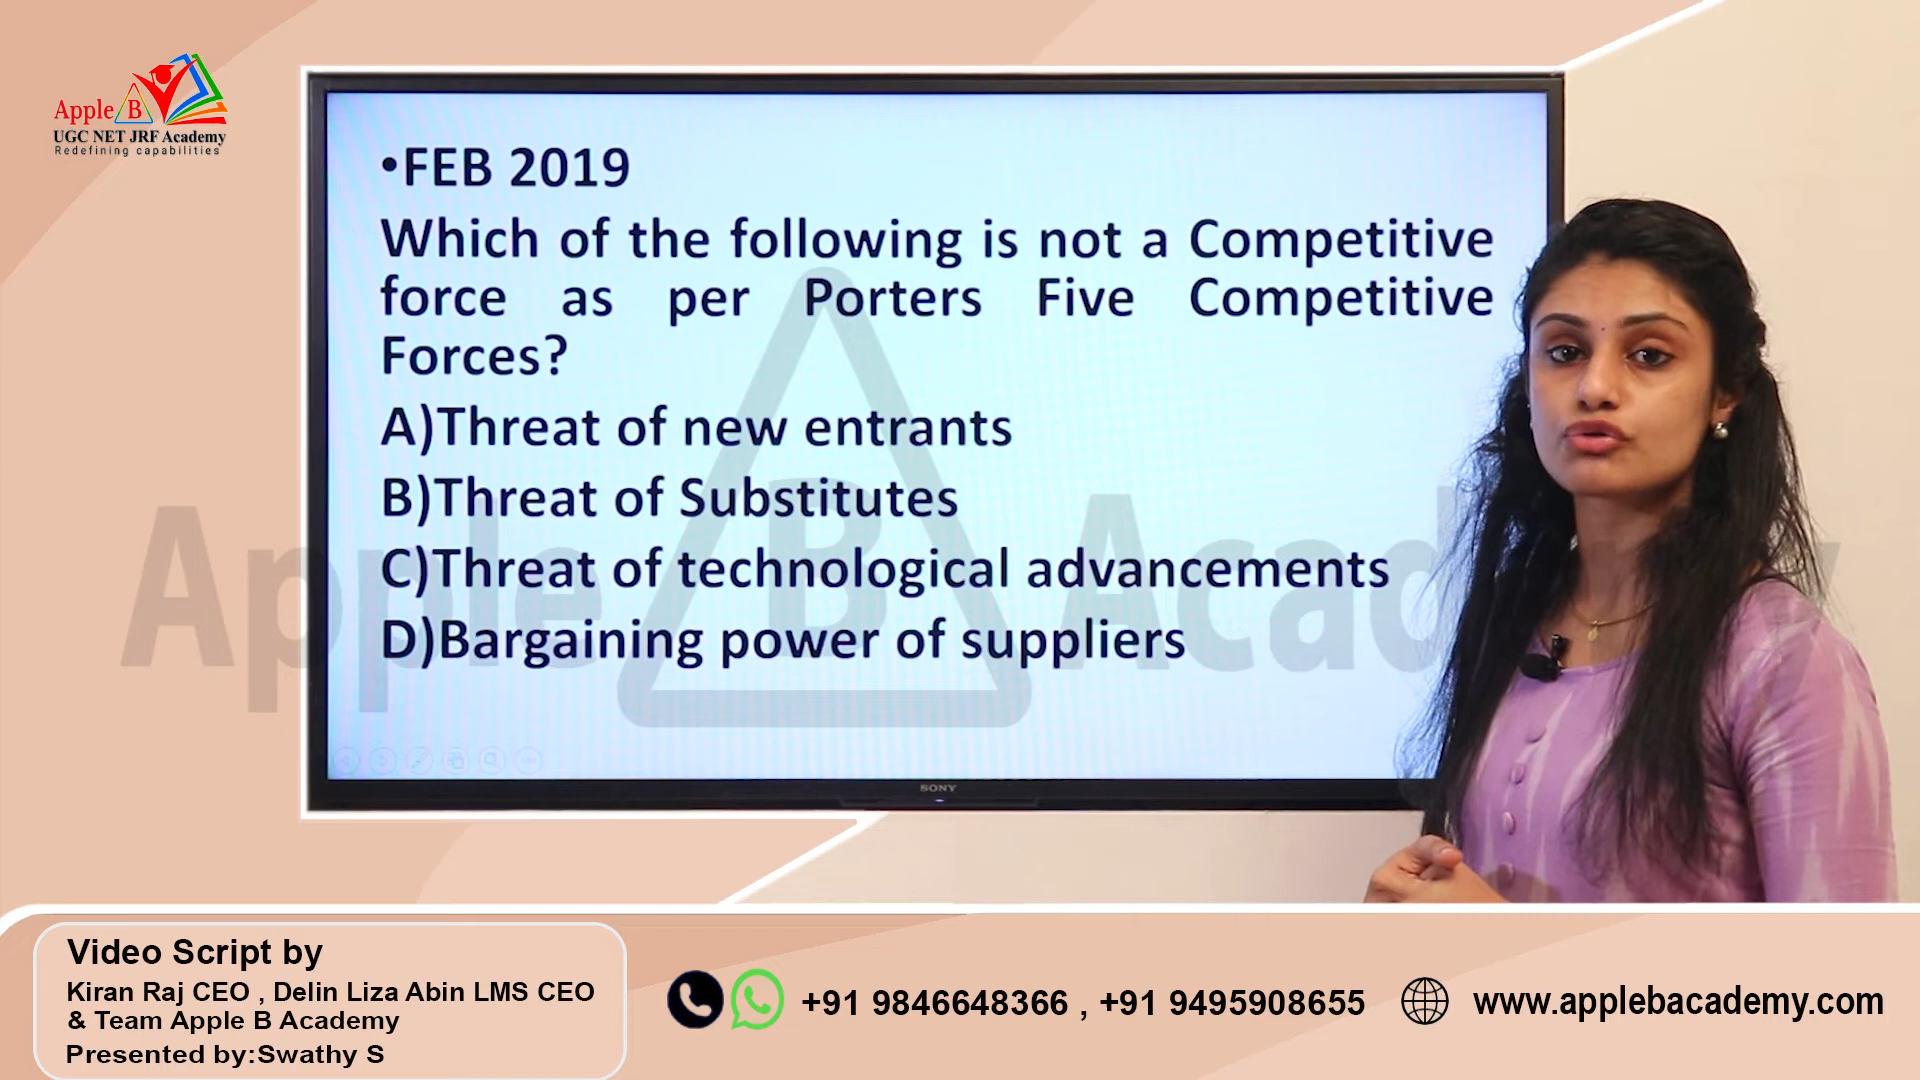 Apple B
UGC NET JRF Academy
Redefining capabilities
•FEB 2019
Which of the following is not a Competitive
force as per Porters Five Competitive
Forces?
A)Threat of new entrants
B)Threat of Substitutes
C)Threat of technological advancements
D)Bargaining power of suppliers
Apple B Academy
SONY
Video Script by
Kiran Raj CEO , Delin Liza Abin LMS CEO
& Team Apple B Academy
Presented by:Swathy S
+91 9846648366 , +91 9495908655
www.applebacademy.com